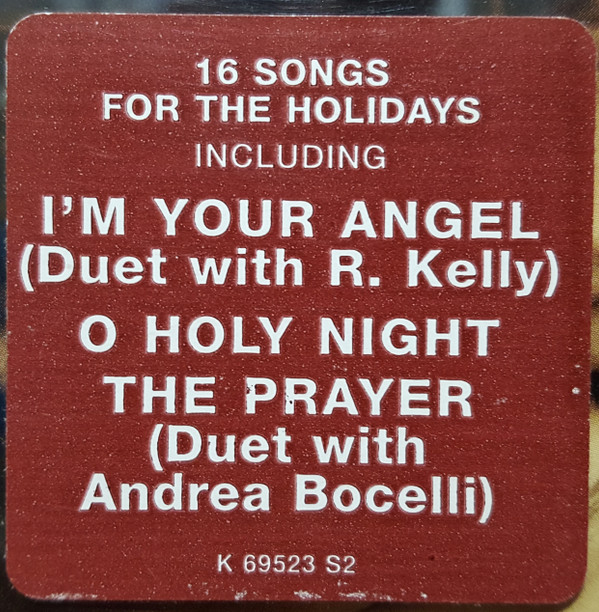 16 SONGS
FOR THE HOLIDAYS
INCLUDING
I'M YOUR ANGEL
(Duet with R. Kelly)
O HOLY NIGHT
THE PRAYER
(Duet with
Andrea Bocelli)
K 69523 S2